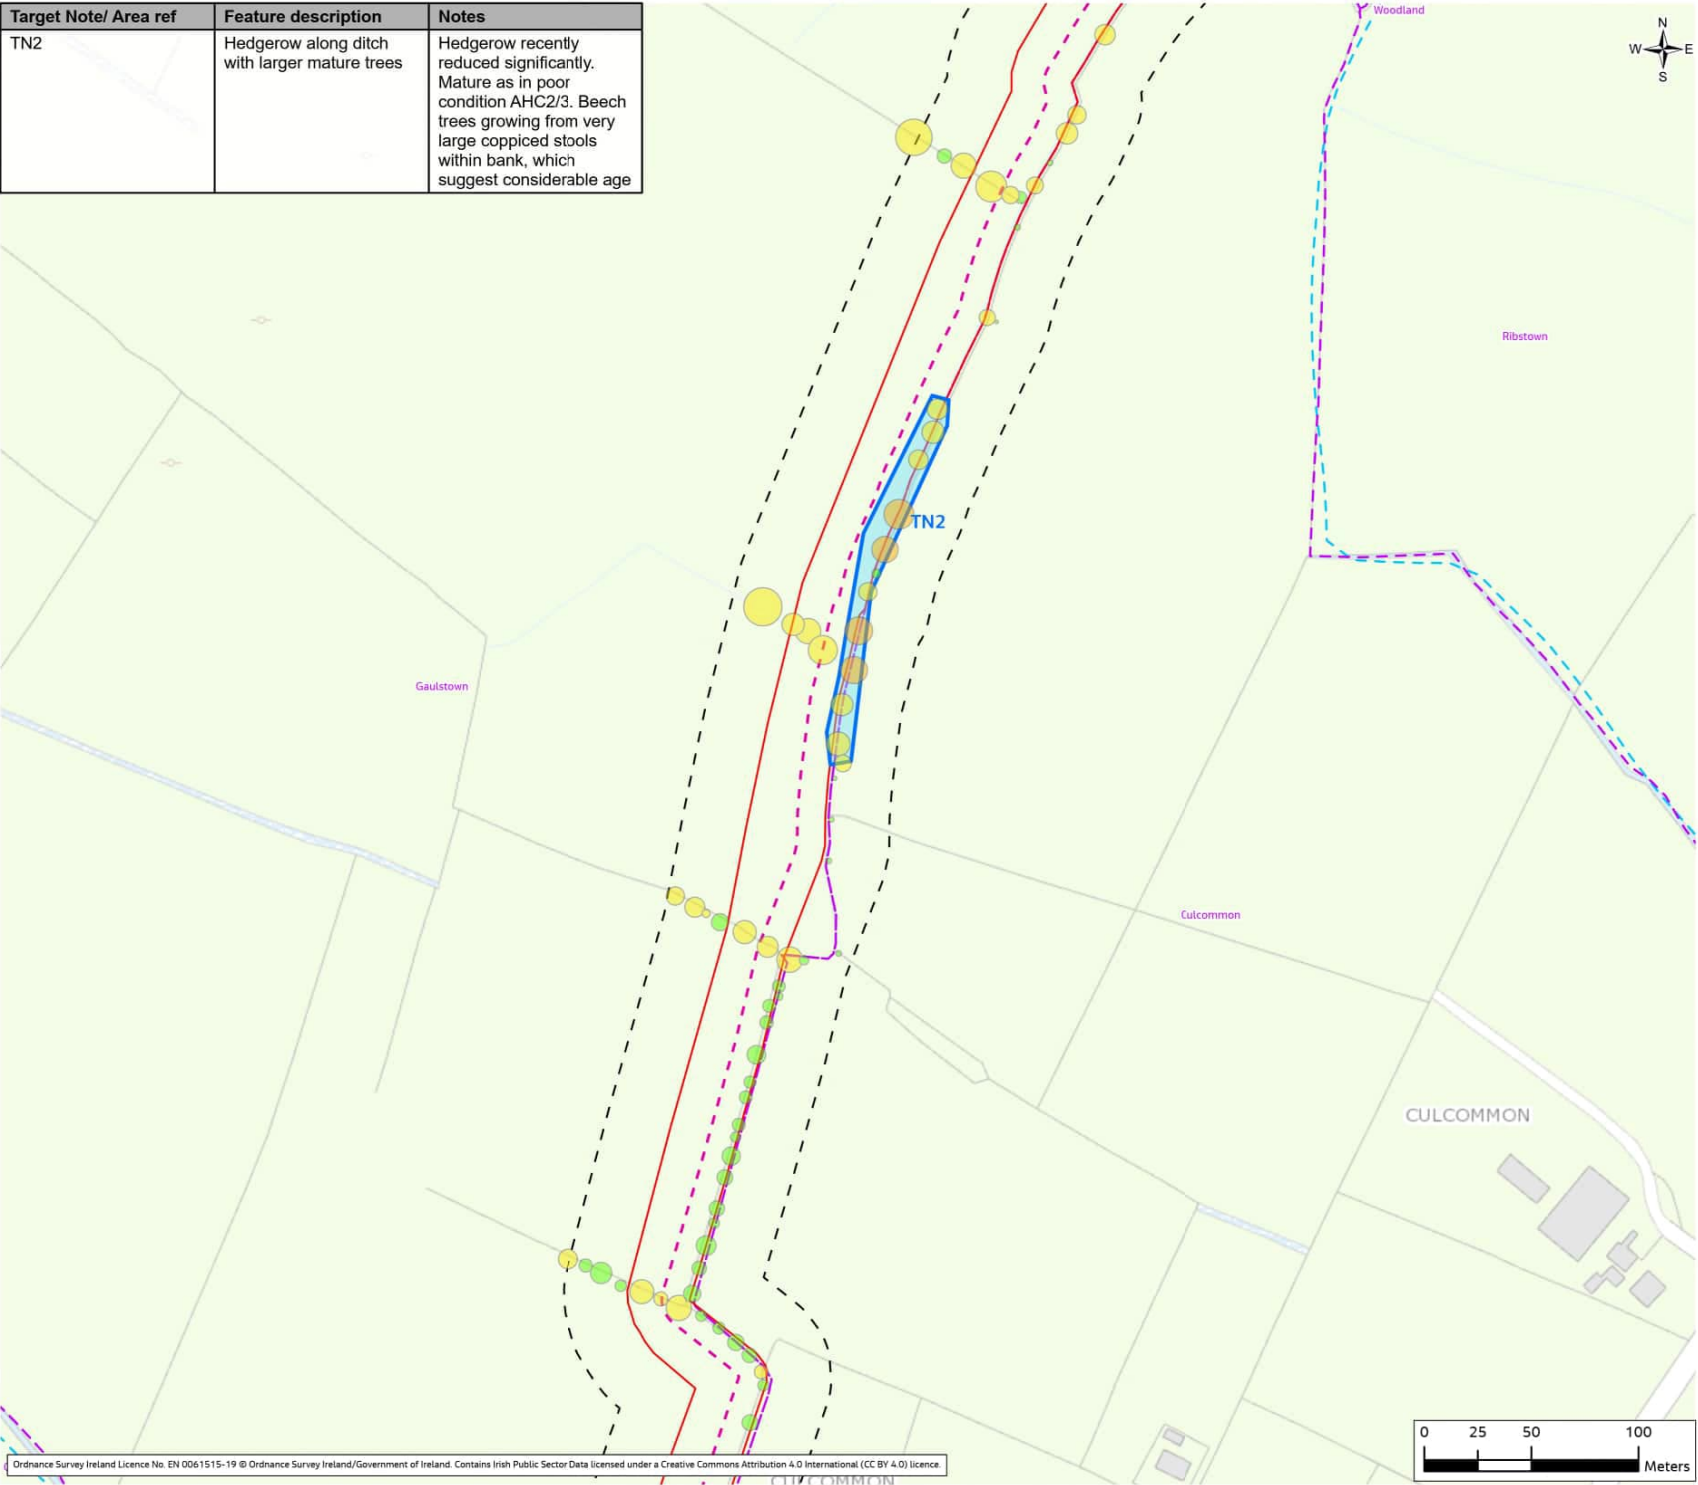 Target Note/ Area ref
Feature description
Notes
TN2
Hedgerow along ditch
with larger mature trees
Hedgerow recently
reduced significantly.
Mature as in poor
condition AHC2/3. Beech
trees growing from very
large coppiced stools
within bank, which
suggest considerable age
Woodland
N
W E
S
Ribstown
TN2
Gaulstown
Culcommon
CULCOMMON
0 25 50 100
Meters
Ordnance Survey Ireland Licence No. EN 0061515-19 © Ordnance Survey Ireland/Government of Ireland. Contains Irish Public Sector Data licensed under a Creative Commons Attribution 4.0 International (CC BY 4.0) licence.
CULCOMMON